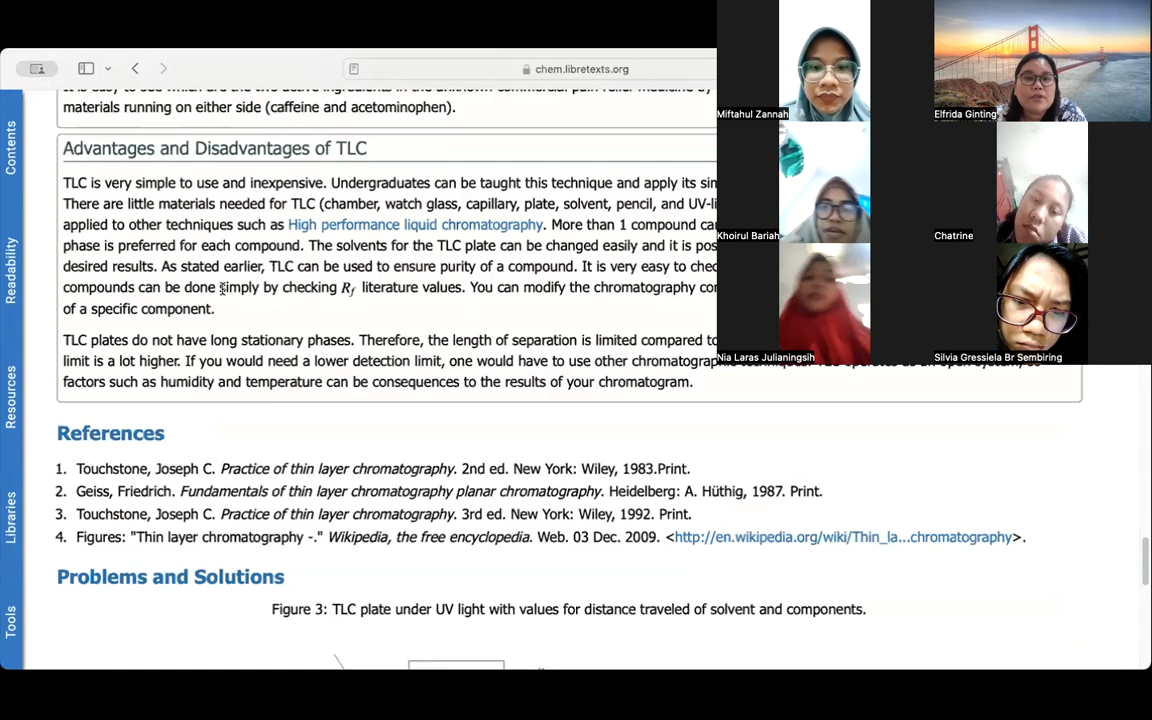 chem.libretexts.org
materials running on either side (caffeine and acetominophen).
Advantages and Disadvantages of TLC
TLC is very simple to use and inexpensive. Undergraduates can be taught this technique and apply its sim
There are little materials needed for TLC (chamber, watch glass, capillary, plate, solvent, pencil, and UV-li
applied to other techniques such as High performance liquid chromatography. More than 1 compound ca
phase is preferred for each compound. The solvents for the TLC plate can be changed easily and it is pos
desired results. As stated earlier, TLC can be used to ensure purity of a compound. It is very easy to chec
compounds can be done simply by checking Rf literature values. You can modify the chromatography con
of a specific component.
TLC plates do not have long stationary phases. Therefore, the length of separation is limited compared to
limit is a lot higher. If you would need a lower detection limit, one would have to use other chromatographic
factors such as humidity and temperature can be consequences to the results of your chromatogram.
References
1. Touchstone, Joseph C. Practice of thin layer chromatography. 2nd ed. New York: Wiley, 1983.Print.
2. Geiss, Friedrich. Fundamentals of thin layer chromatography planar chromatography. Heidelberg: A. Hüthig, 1987. Print.
3. Touchstone, Joseph C. Practice of thin layer chromatography. 3rd ed. New York: Wiley, 1992. Print.
4. Figures: "Thin layer chromatography -." Wikipedia, the free encyclopedia. Web. 03 Dec. 2009. <http://en.wikipedia.org/wiki/Thin_la...chromatography>.
Problems and Solutions
Figure 3: TLC plate under UV light with values for distance traveled of solvent and components.
Contents
Readability
Resources
Libraries
Tools
Miftahul Zannah
Elfrida Ginting
Khoirul Bariah
Chatrine
Nia Laras Julianingsih
Silvia Gressiela Br Sembiring